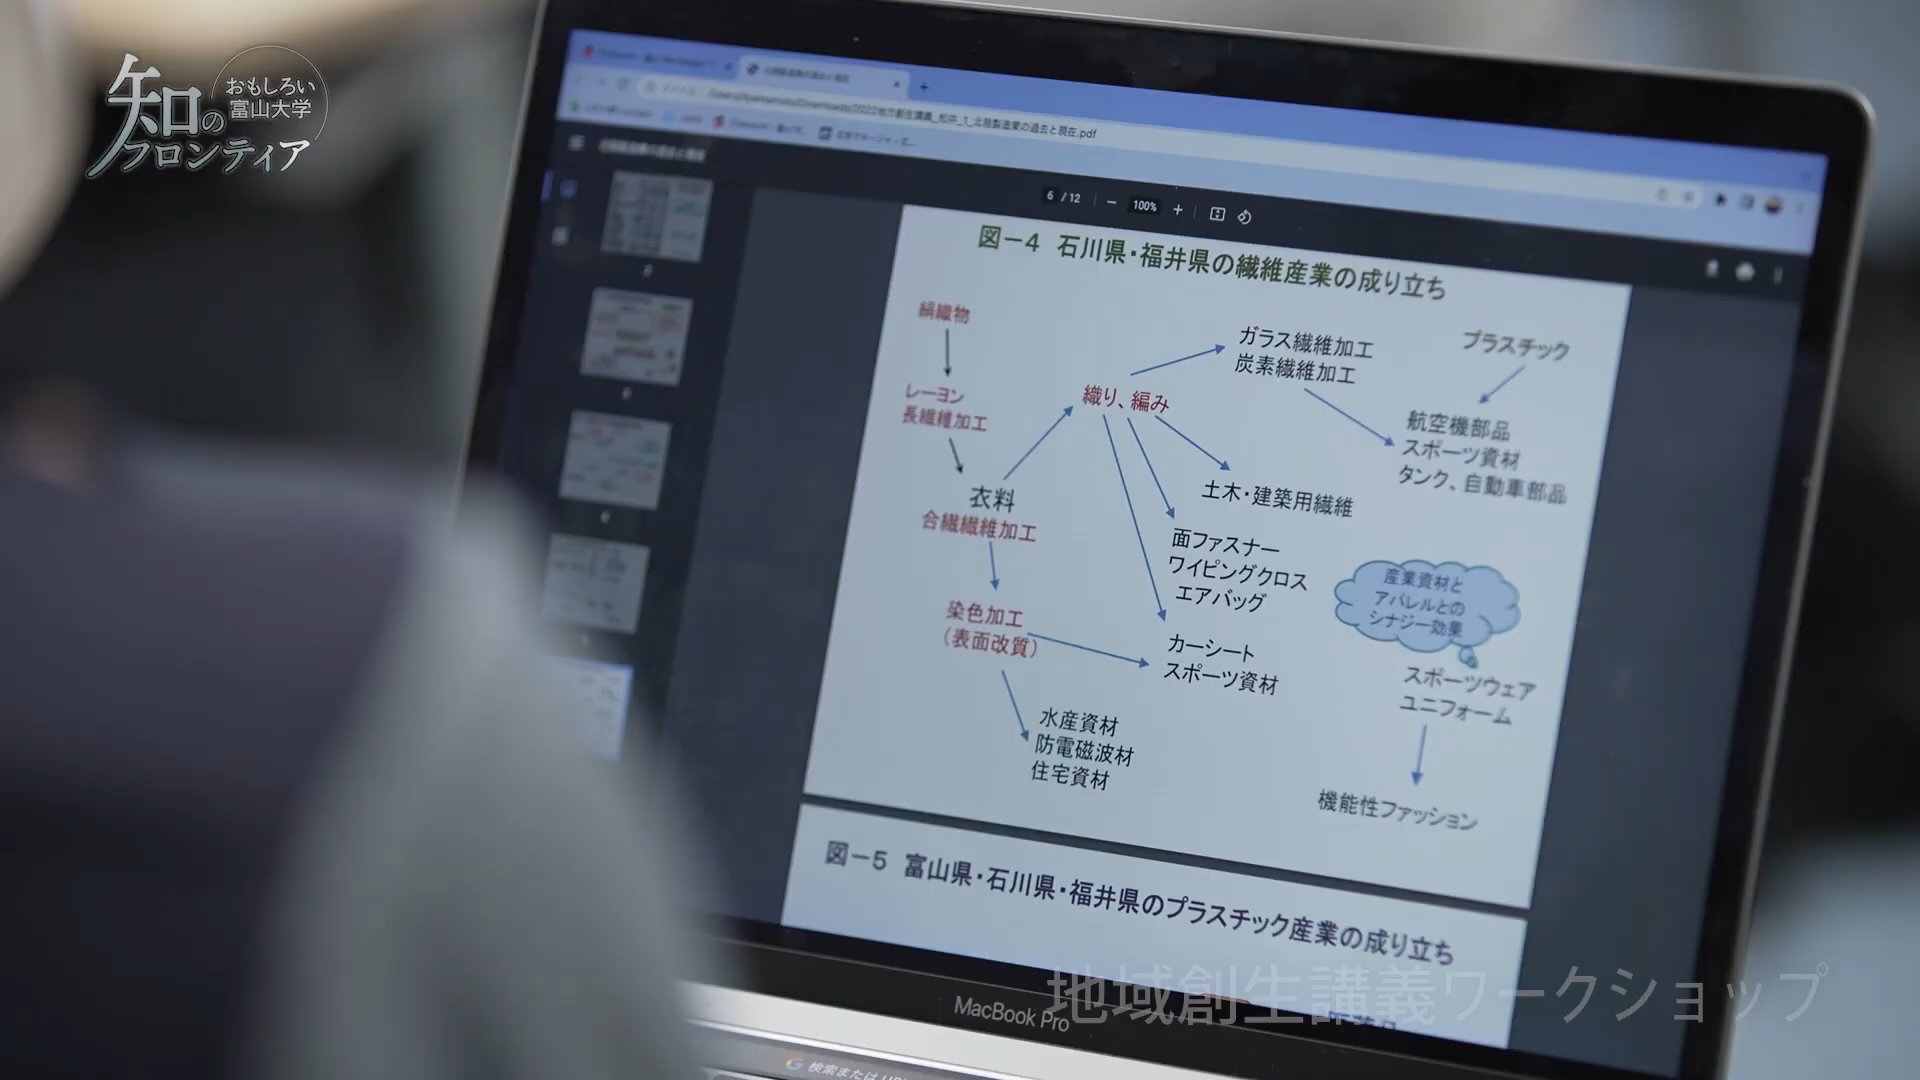 知の
フロンティア
おもしろい
富山大学
6 / 12
100%
図－4 石川県・福井県の繊維産業の成り立ち
絹織物
レーヨン
長繊維加工
衣料
合繊繊維加工
染色加工
（表面改質）
水産資材
防電磁波材
住宅資材
織り、編み
ガラス繊維加工
炭素繊維加工
プラスチック
航空機部品
スポーツ資材
タンク、自動車部品
土木・建築用繊維
面ファスナー
ワイピングクロス
エアバッグ
カーシート
スポーツ資材
産業資材と
アパレルとの
シナジー効果
スポーツウェア
ユニフォーム
機能性ファッション
図－5 富山県・石川県・福井県のプラスチック産業の成り立ち
地域創生講義ワークショップ
MacBook Pro
検索または